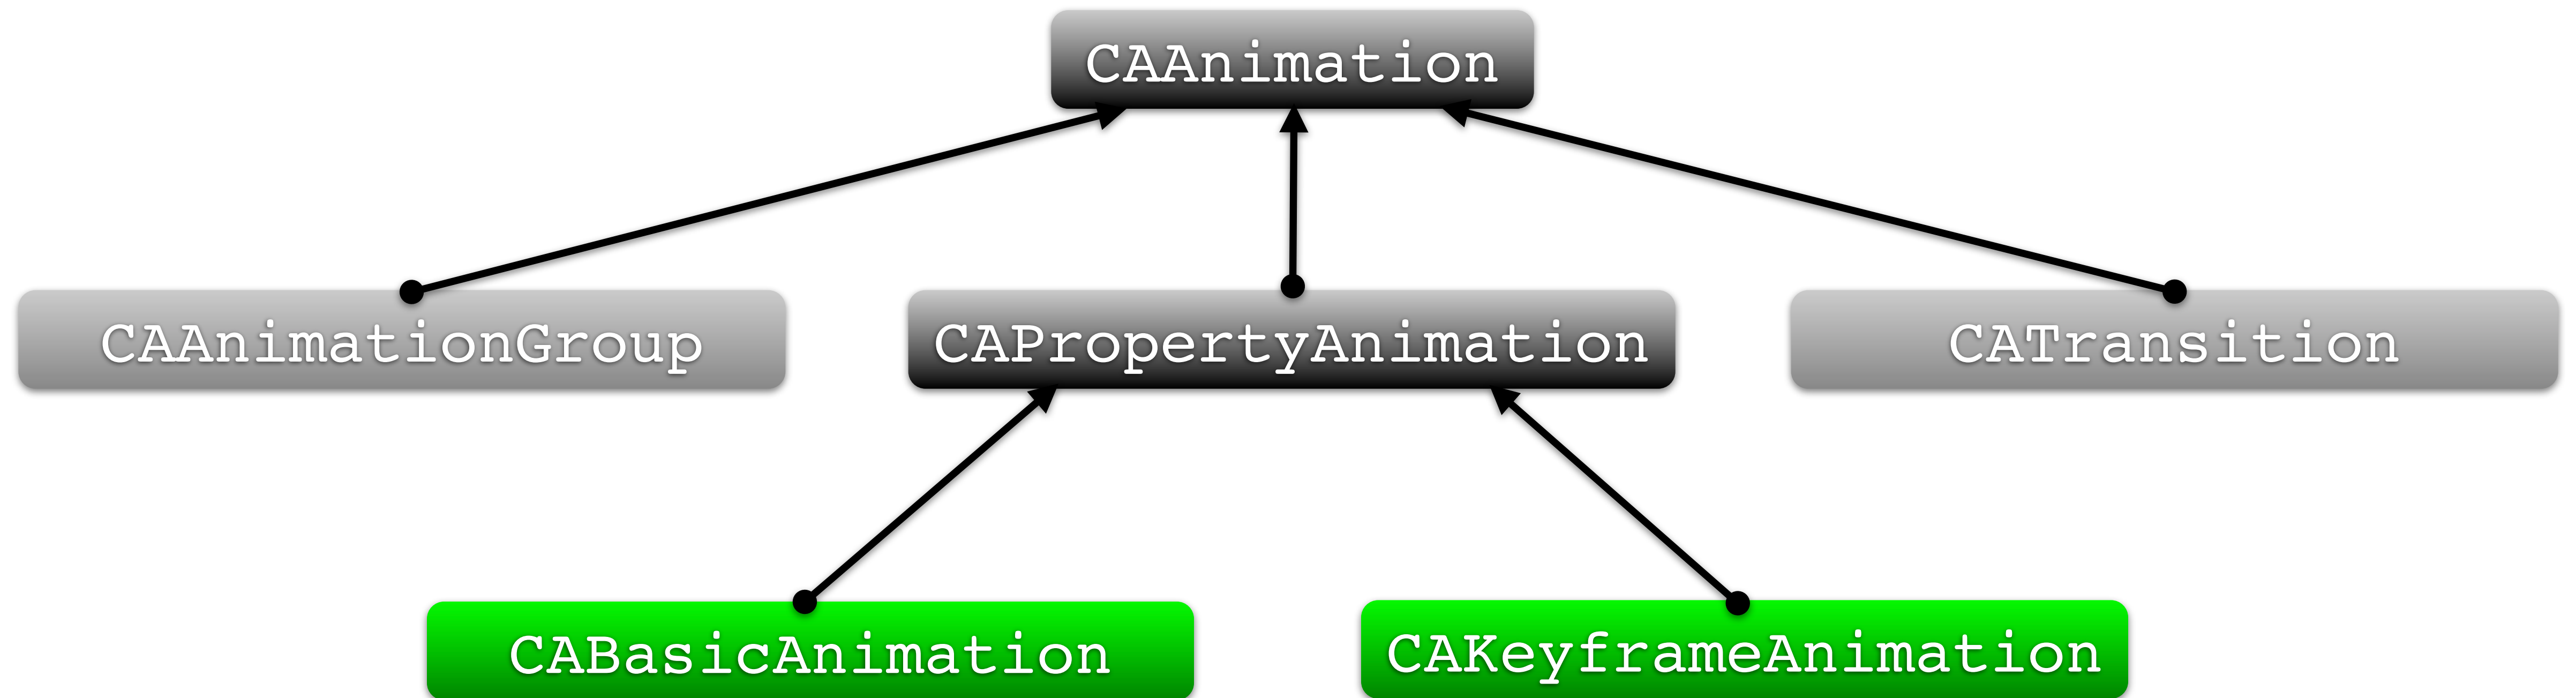 CAAnimation
CAAnimationGroup
CAPropertyAnimation
CATransition
CABasicAnimation
CAKeyframeAnimation